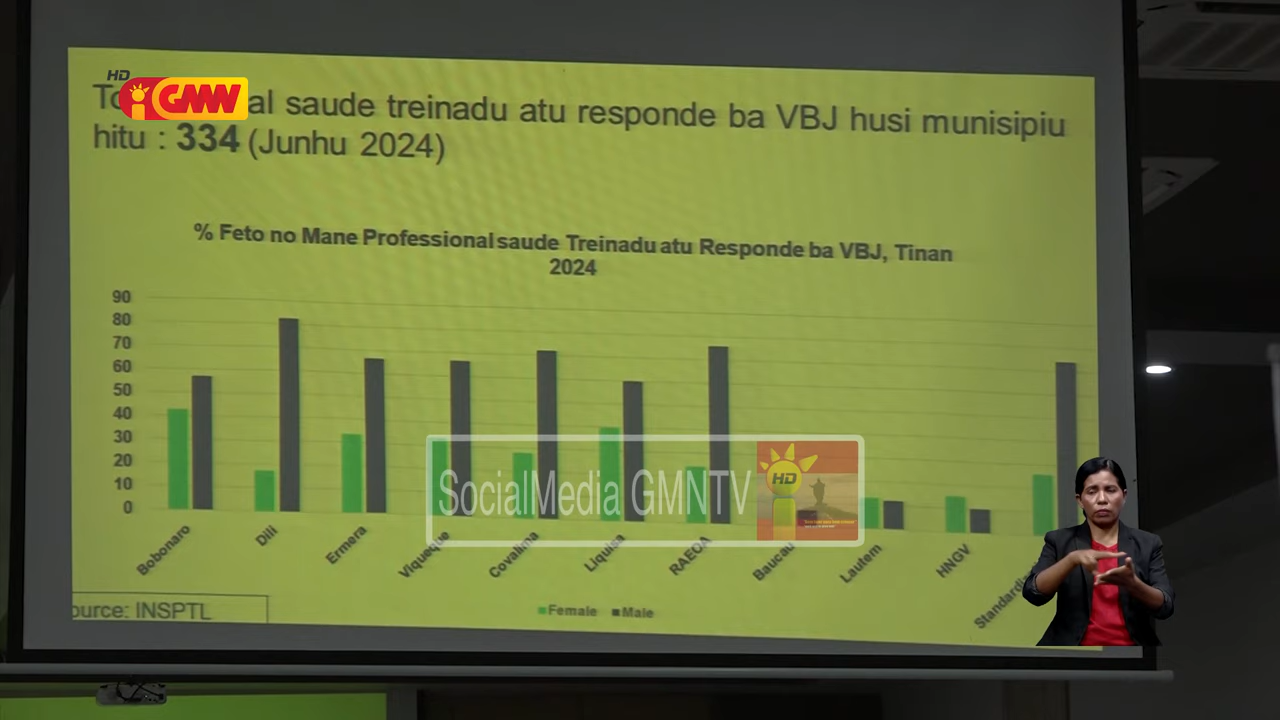 HD
GMN
al saude treinadu atu responde ba VBJ husi munisipiu
hitu : 334 (Junhu 2024)
% Feto no Mane Professional saude Treinadu atu Responde ba VBJ, Tinan
2024
90
80
70
60
50
40
30
20
10
0
Bobonaro
Dili
Ermera
Viqueque
Covalima
Liquisa
RAEOA
Baucau
Lautem
HNGV
SocialMedia GMNTV
HD
Female
Male
ource: INSPTL